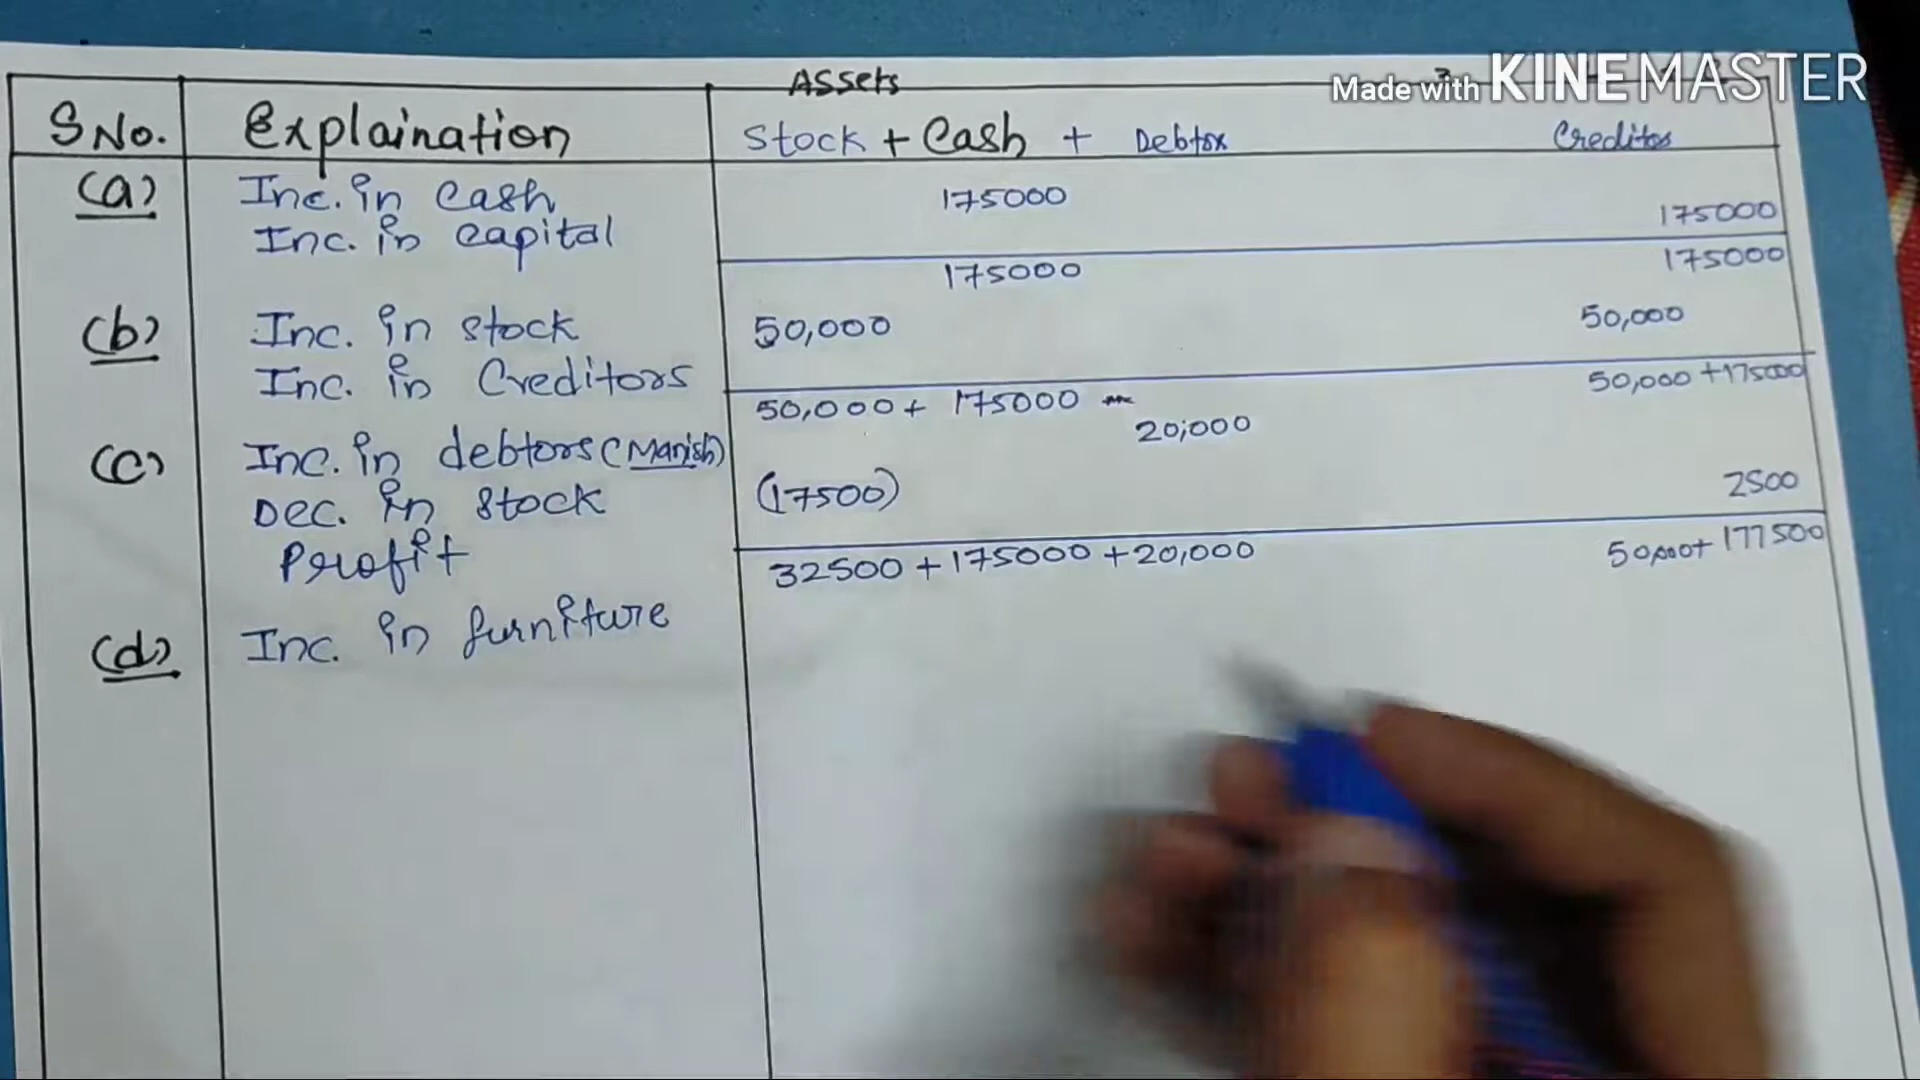 Made with KINEMASTER
Assets
S No. Explaination Stock + Cash + Debtor Creditos
(a) Inc. in cash 175000
Inc. in capital 175000
175000 175000
(b) Inc. in stock 50,000 50,000
Inc. in Creditors
50,000 + 175000 50,000 + 175000
(c) Inc. in debtors (Manish) 20,000
Dec. in stock (17500)
Profit 2500
32500 + 175000 + 20,000 50,000 + 177500
(d) Inc. in furniture